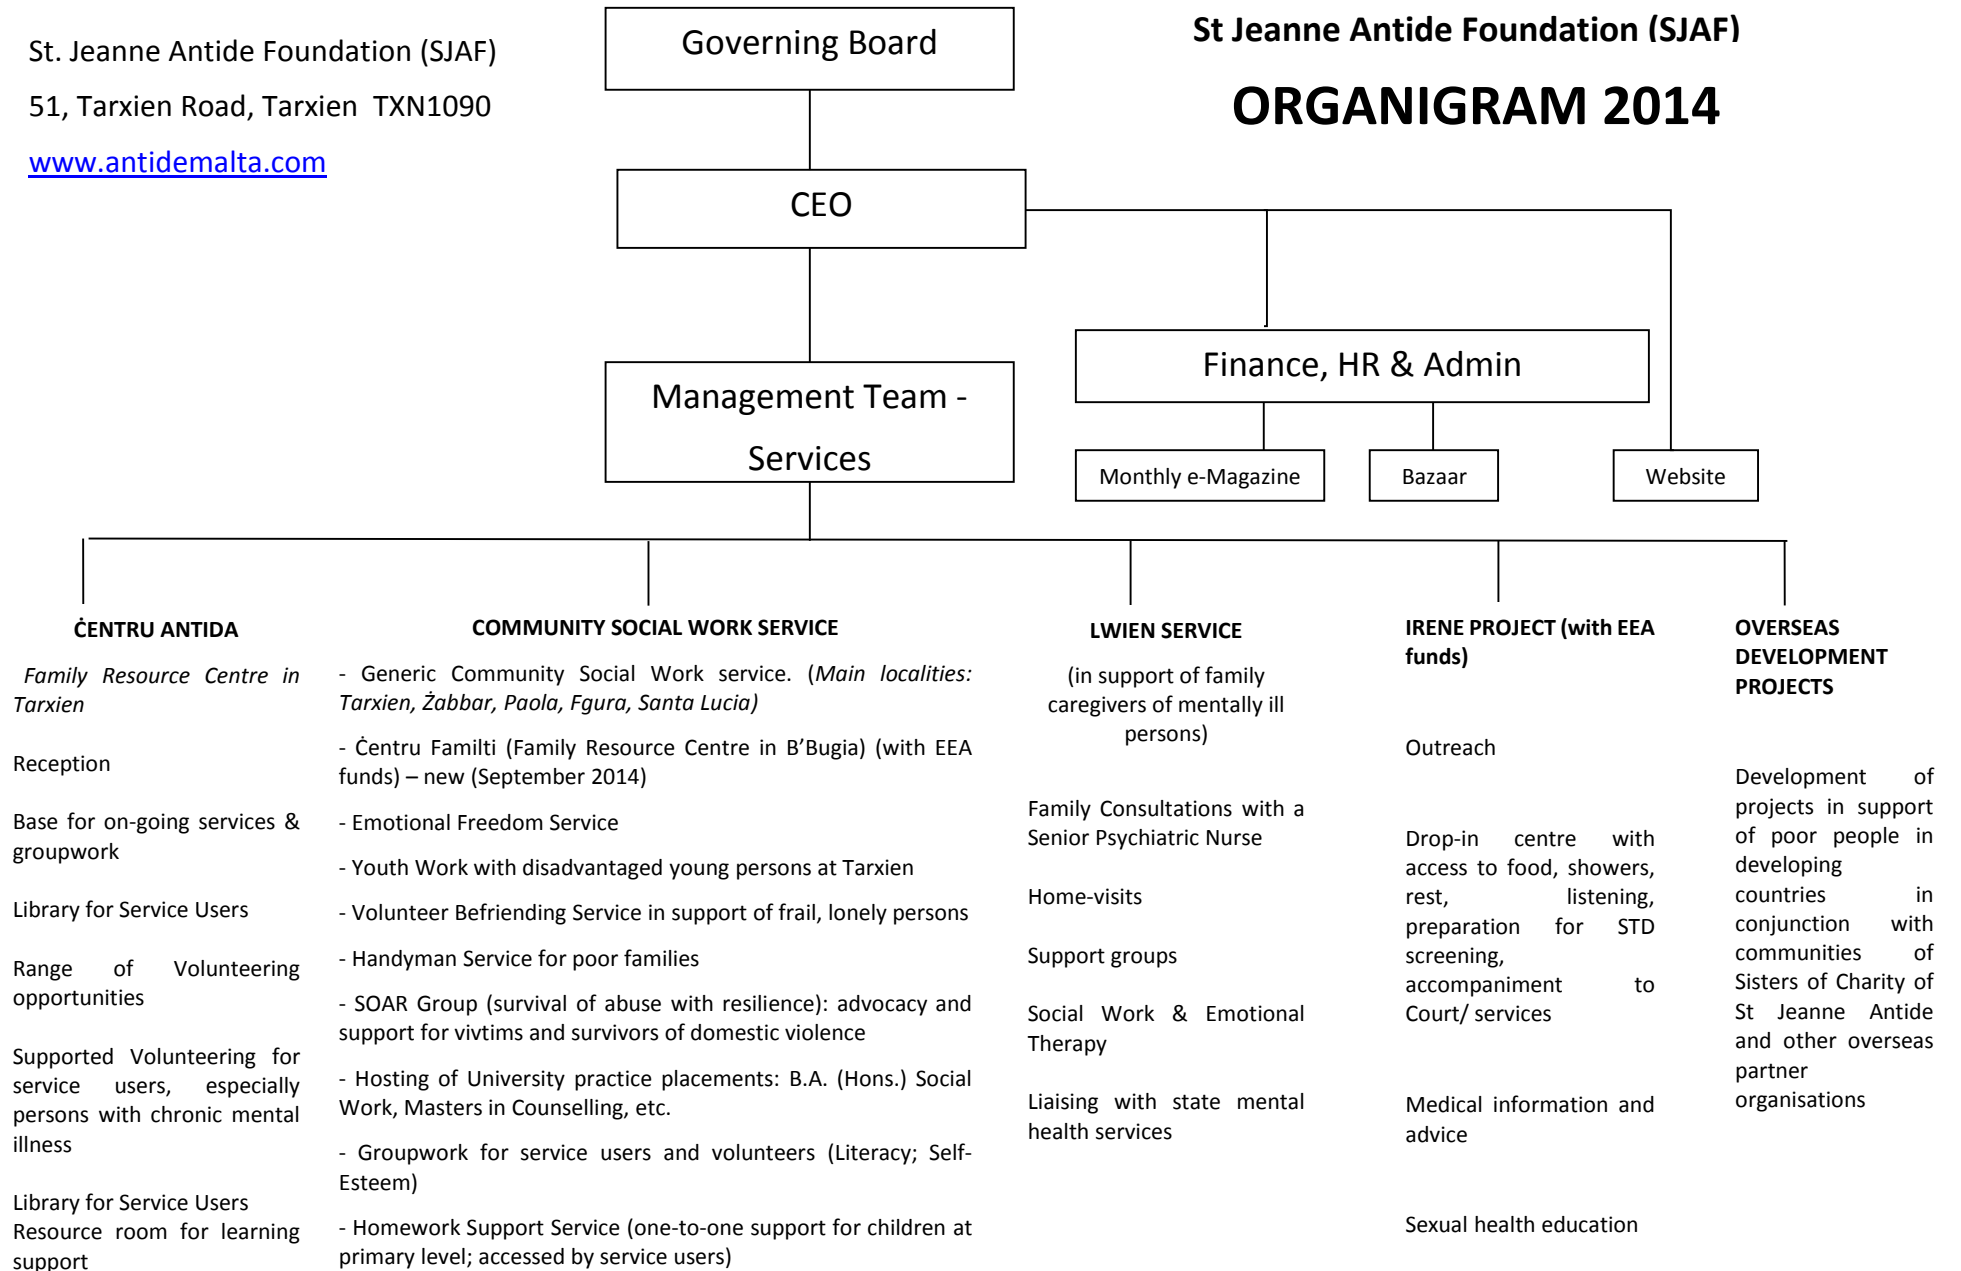 St. Jeanne Antide Foundation (SJAF)
51, Tarxien Road, Tarxien TXN1090
www.antidemalta.com
Governing Board
St Jeanne Antide Foundation (SJAF)
ORGANIGRAM 2014
CEO
Management Team -
Services
Finance, HR & Admin
Monthly e-Magazine
Bazaar
Website
ĊENTRU ANTIDA
Family Resource Centre in
Tarxien
Reception
Base for on-going services &
groupwork
Library for Service Users
Range of Volunteering
opportunities
Supported Volunteering for
service users, especially
persons with chronic mental
illness
Library for Service Users
Resource room for learning
support
COMMUNITY SOCIAL WORK SERVICE
- Generic Community Social Work service. (Main localities:
Tarxien, Żabbar, Paola, Fgura, Santa Lucia)
- Ċentru Familti (Family Resource Centre in B’Bugia) (with EEA
funds) – new (September 2014)
- Emotional Freedom Service
- Youth Work with disadvantaged young persons at Tarxien
- Volunteer Befriending Service in support of frail, lonely persons
- Handyman Service for poor families
- SOAR Group (survival of abuse with resilience): advocacy and
support for vivtims and survivors of domestic violence
- Hosting of University practice placements: B.A. (Hons.) Social
Work, Masters in Counselling, etc.
- Groupwork for service users and volunteers (Literacy; Self-
Esteem)
- Homework Support Service (one-to-one support for children at
primary level; accessed by service users)
LWIEN SERVICE
(in support of family
caregivers of mentally ill
persons)
Family Consultations with a
Senior Psychiatric Nurse
Home-visits
Support groups
Social Work & Emotional
Therapy
Liaising with state mental
health services
IRENE PROJECT (with EEA
funds)
Outreach
Drop-in centre with
access to food, showers,
rest, listening,
preparation for STD
screening,
accompaniment to
Court/ services
Medical information and
advice
Sexual health education
OVERSEAS
DEVELOPMENT
PROJECTS
Development of
projects in support
of poor people in
developing
countries in
conjunction with
communities of
Sisters of Charity of
St Jeanne Antide
and other overseas
partner
organisations